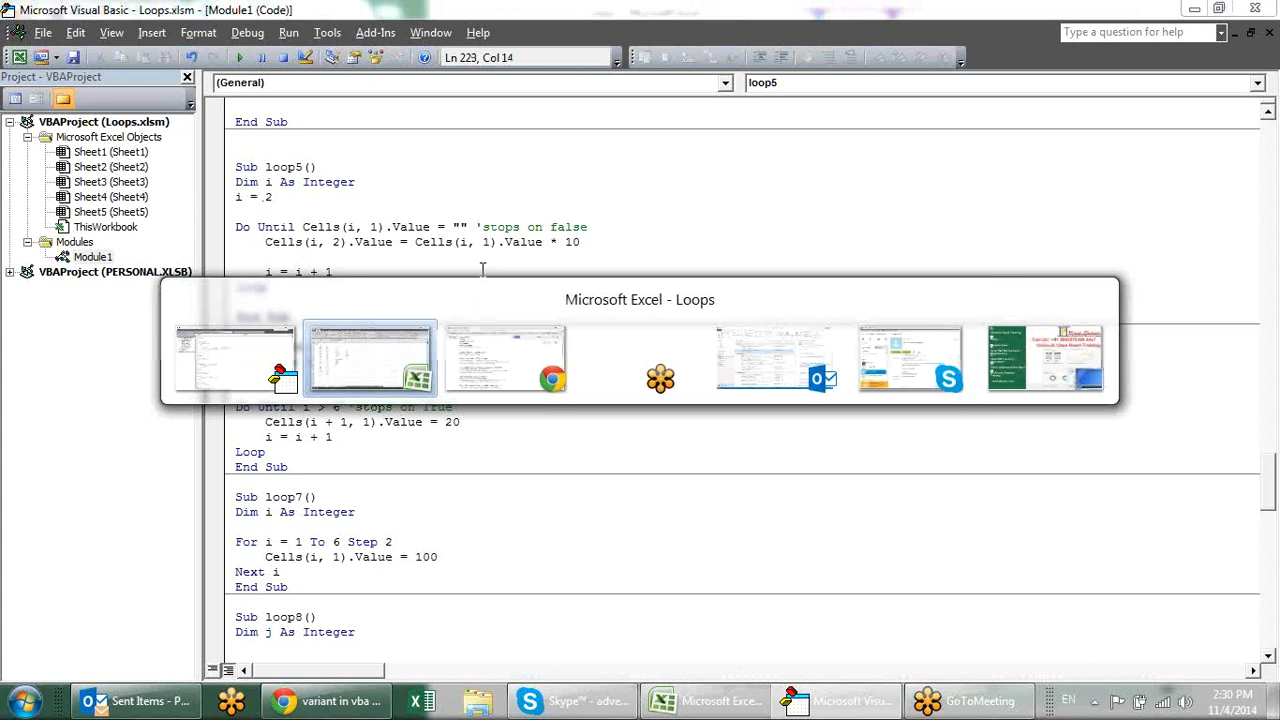 Microsoft Visual Basic - Loops.xlsm - [Module1 (Code)]
File Edit View Insert Format Debug Run Tools Add-Ins Window Help
Type a question for help
Ln 223, Col 14
Project - VBAProject
(General)
loop5
VBAProject (Loops.xlsm)
Microsoft Excel Objects
Sheet1 (Sheet1)
Sheet2 (Sheet2)
Sheet3 (Sheet3)
Sheet4 (Sheet4)
Sheet5 (Sheet5)
ThisWorkbook
Modules
Module1
VBAProject (PERSONAL.XLSB)
End Sub
Sub loop5()
Dim i As Integer
i = 2
Do Until Cells(i, 1).Value = "" 'stops on false
Cells(i, 2).Value = Cells(i, 1).Value * 10
i = i + 1
Microsoft Excel - Loops
Do Until i > 6 'stops on True
Cells(i + 1, 1).Value = 20
i = i + 1
Loop
End Sub
Sub loop7()
Dim i As Integer
For i = 1 To 6 Step 2
Cells(i, 1).Value = 100
Next i
End Sub
Sub loop8()
Dim j As Integer
Sent Items - P...
variant in vba ...
Skype™ - adve...
Microsoft Exce...
Microsoft Visu...
GoToMeeting
EN
2:30 PM
11/4/2014